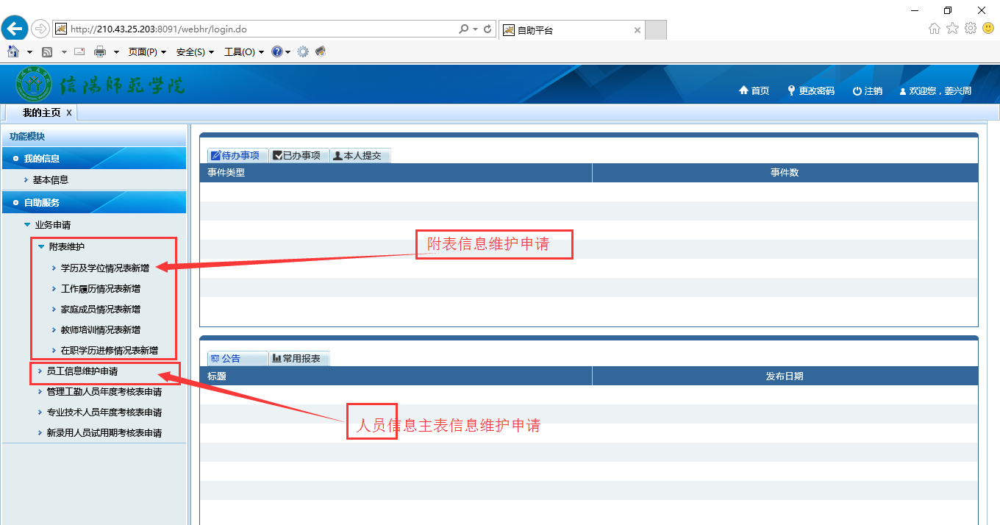 http://210.43.25.203:8091/webhr/login.do
自助平台
页面(P)
安全(S)
工具(O)
信阳師范学院
首页
更改密码
注销
欢迎您，姜兴周
我的主页 X
功能模块
我的信息
基本信息
自助服务
业务申请
附表维护
学历及学位情况表新增
工作履历情况表新增
家庭成员情况表新增
教师培训情况表新增
在职学历进修情况表新增
员工信息维护申请
管理工勤人员年度考核表申请
专业技术人员年度考核表申请
新录用人员试用期考核表申请
待办事项 已办事项 本人提交
事件类型 事件数
附表信息维护申请
公告 常用报表
标题 发布日期
人员信息主表信息维护申请